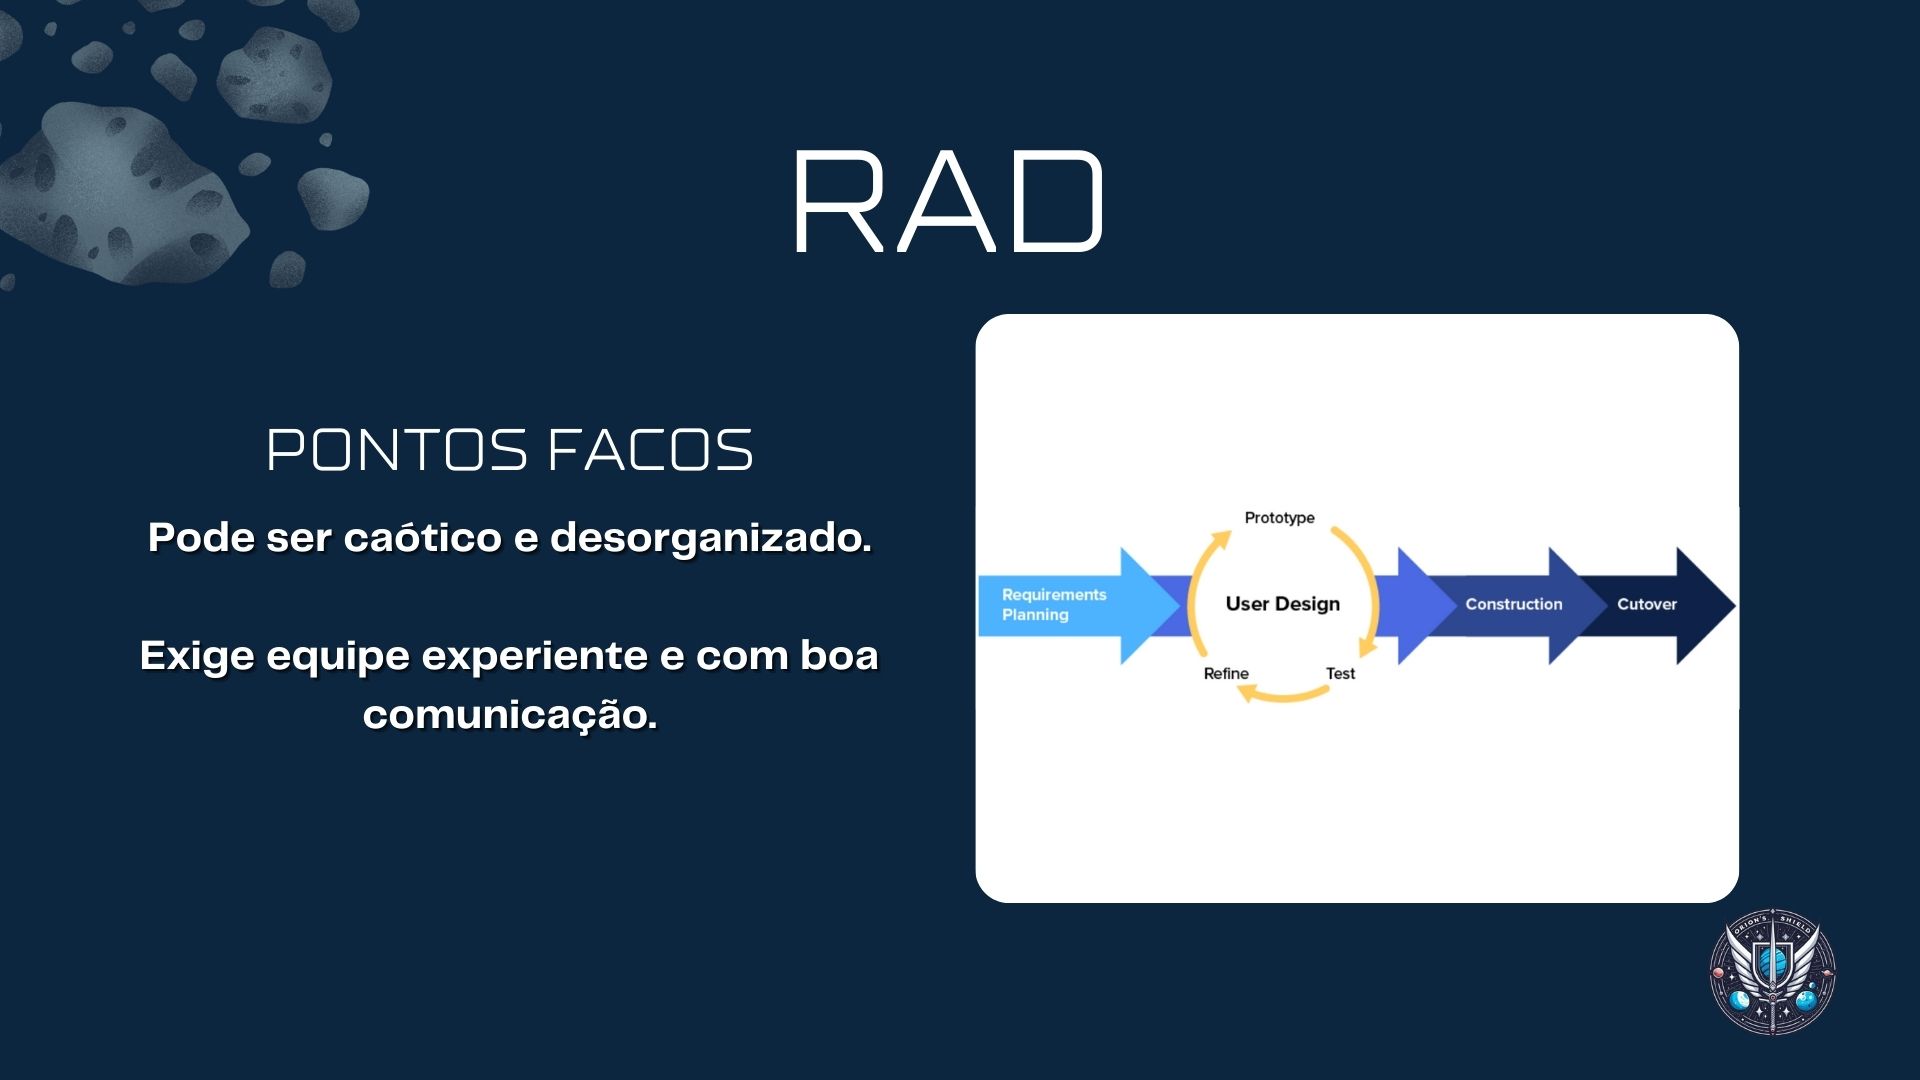 RAD
PONTOS FACOS
Pode ser caótico e desorganizado.
Exige equipe experiente e com boa
comunicação.
Prototype
Requirements
Planning
User Design
Construction
Cutover
Refine
Test
ORION'S SHIELD